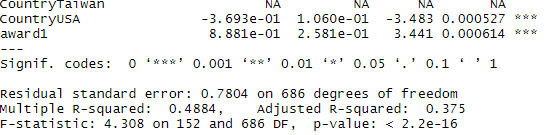 CountryTaiwan NA NA NA NA
CountryUSA -3.693e-01 1.060e-01 -3.483 0.000527 ***
award1 8.881e-01 2.581e-01 3.441 0.000614 ***
---
Signif. codes: 0 ‘***’ 0.001 ‘**’ 0.01 ‘*’ 0.05 ‘.’ 0.1 ‘ ’ 1
Residual standard error: 0.7804 on 686 degrees of freedom
Multiple R-squared: 0.4884, Adjusted R-squared: 0.375
F-statistic: 4.308 on 152 and 686 DF, p-value: < 2.2e-16